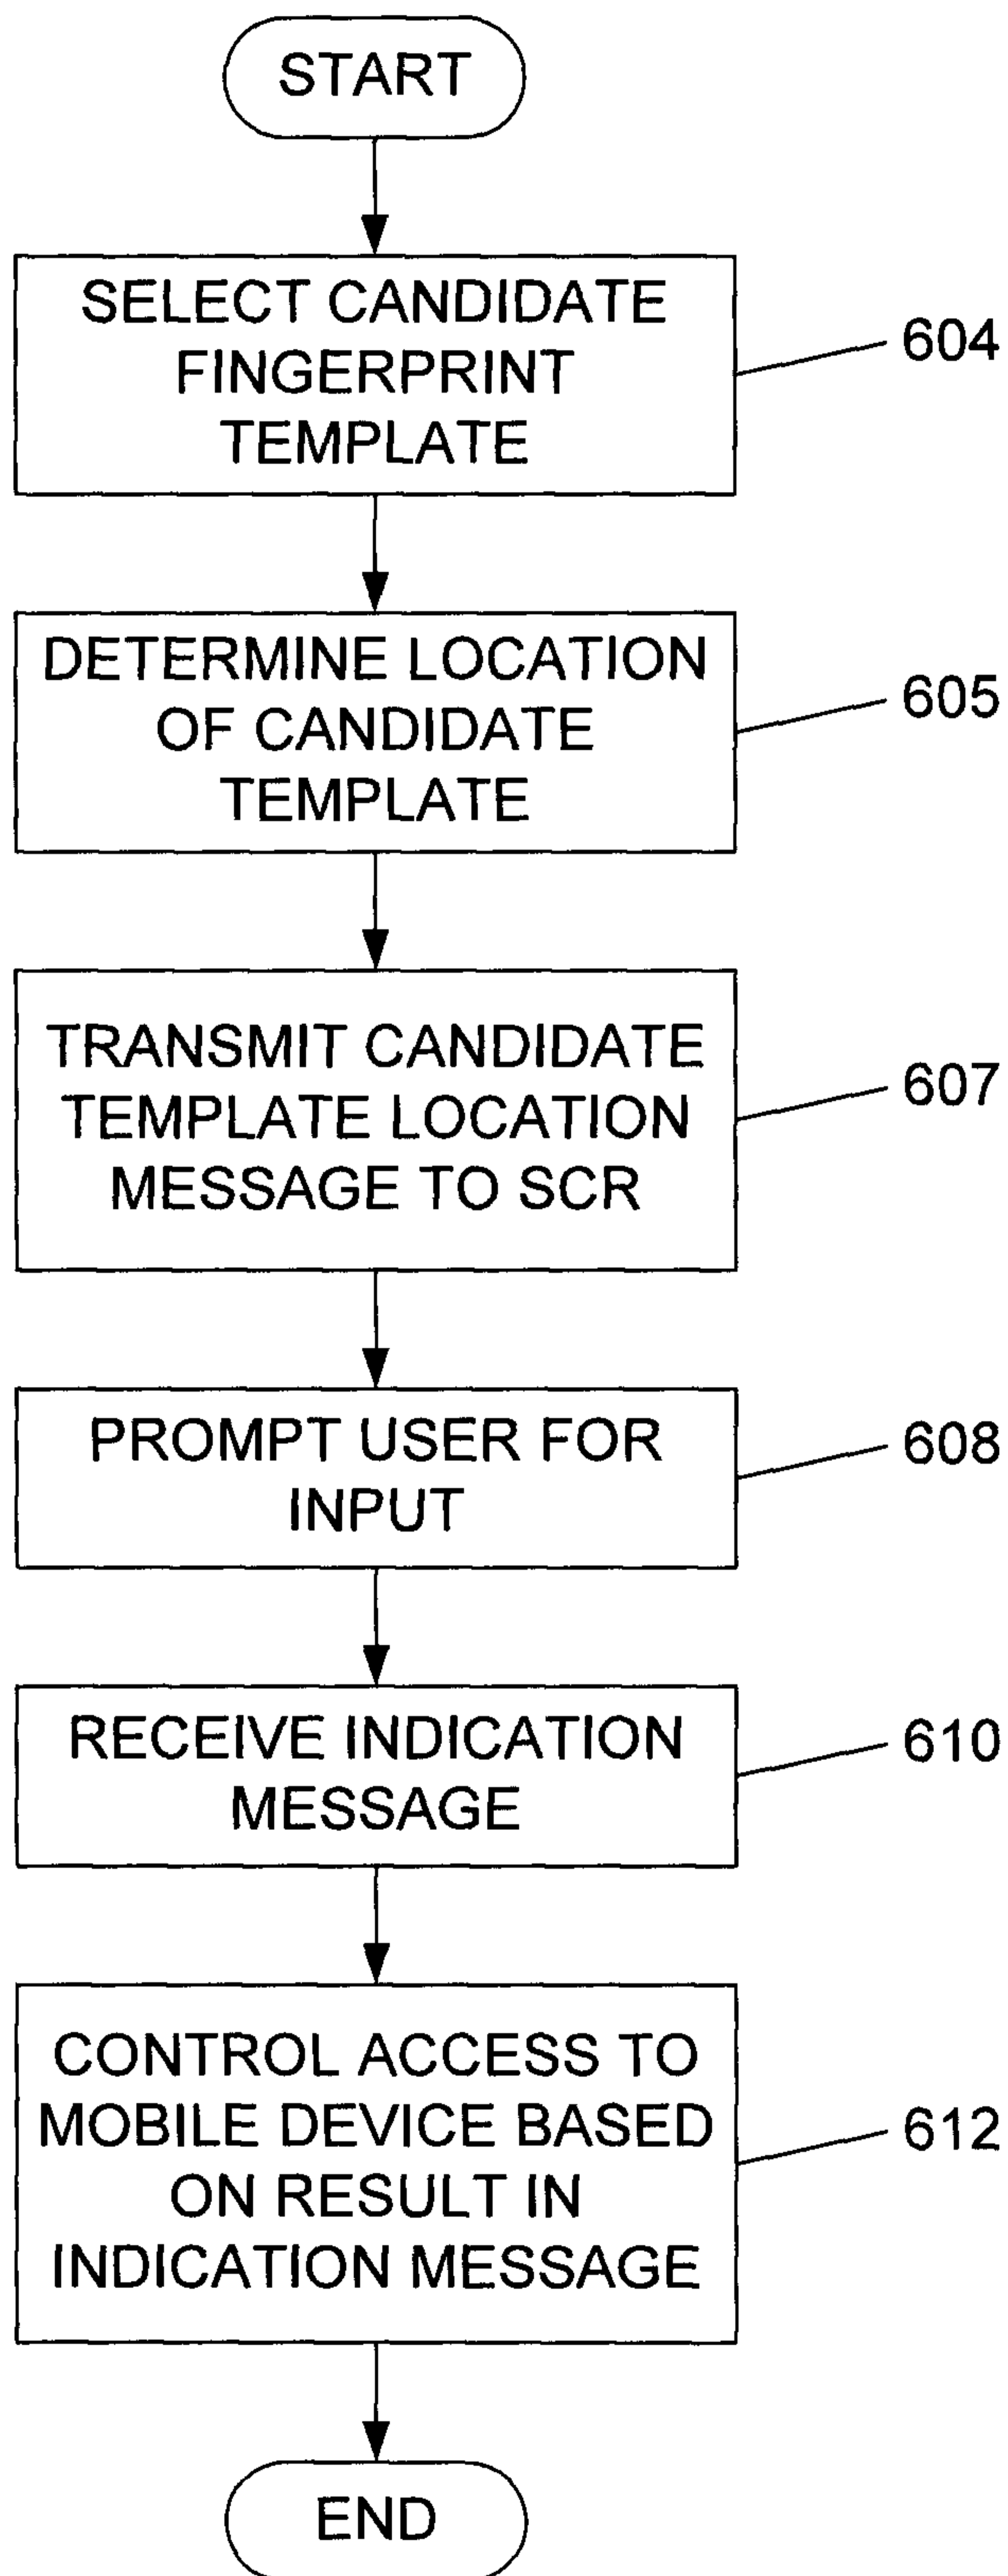 START
SELECT CANDIDATE
FINGERPRINT
TEMPLATE
604
DETERMINE LOCATION
OF CANDIDATE
TEMPLATE
605
TRANSMIT CANDIDATE
TEMPLATE LOCATION
MESSAGE TO SCR
607
PROMPT USER FOR
INPUT
608
RECEIVE INDICATION
MESSAGE
610
CONTROL ACCESS TO
MOBILE DEVICE BASED
ON RESULT IN
INDICATION MESSAGE
612
END